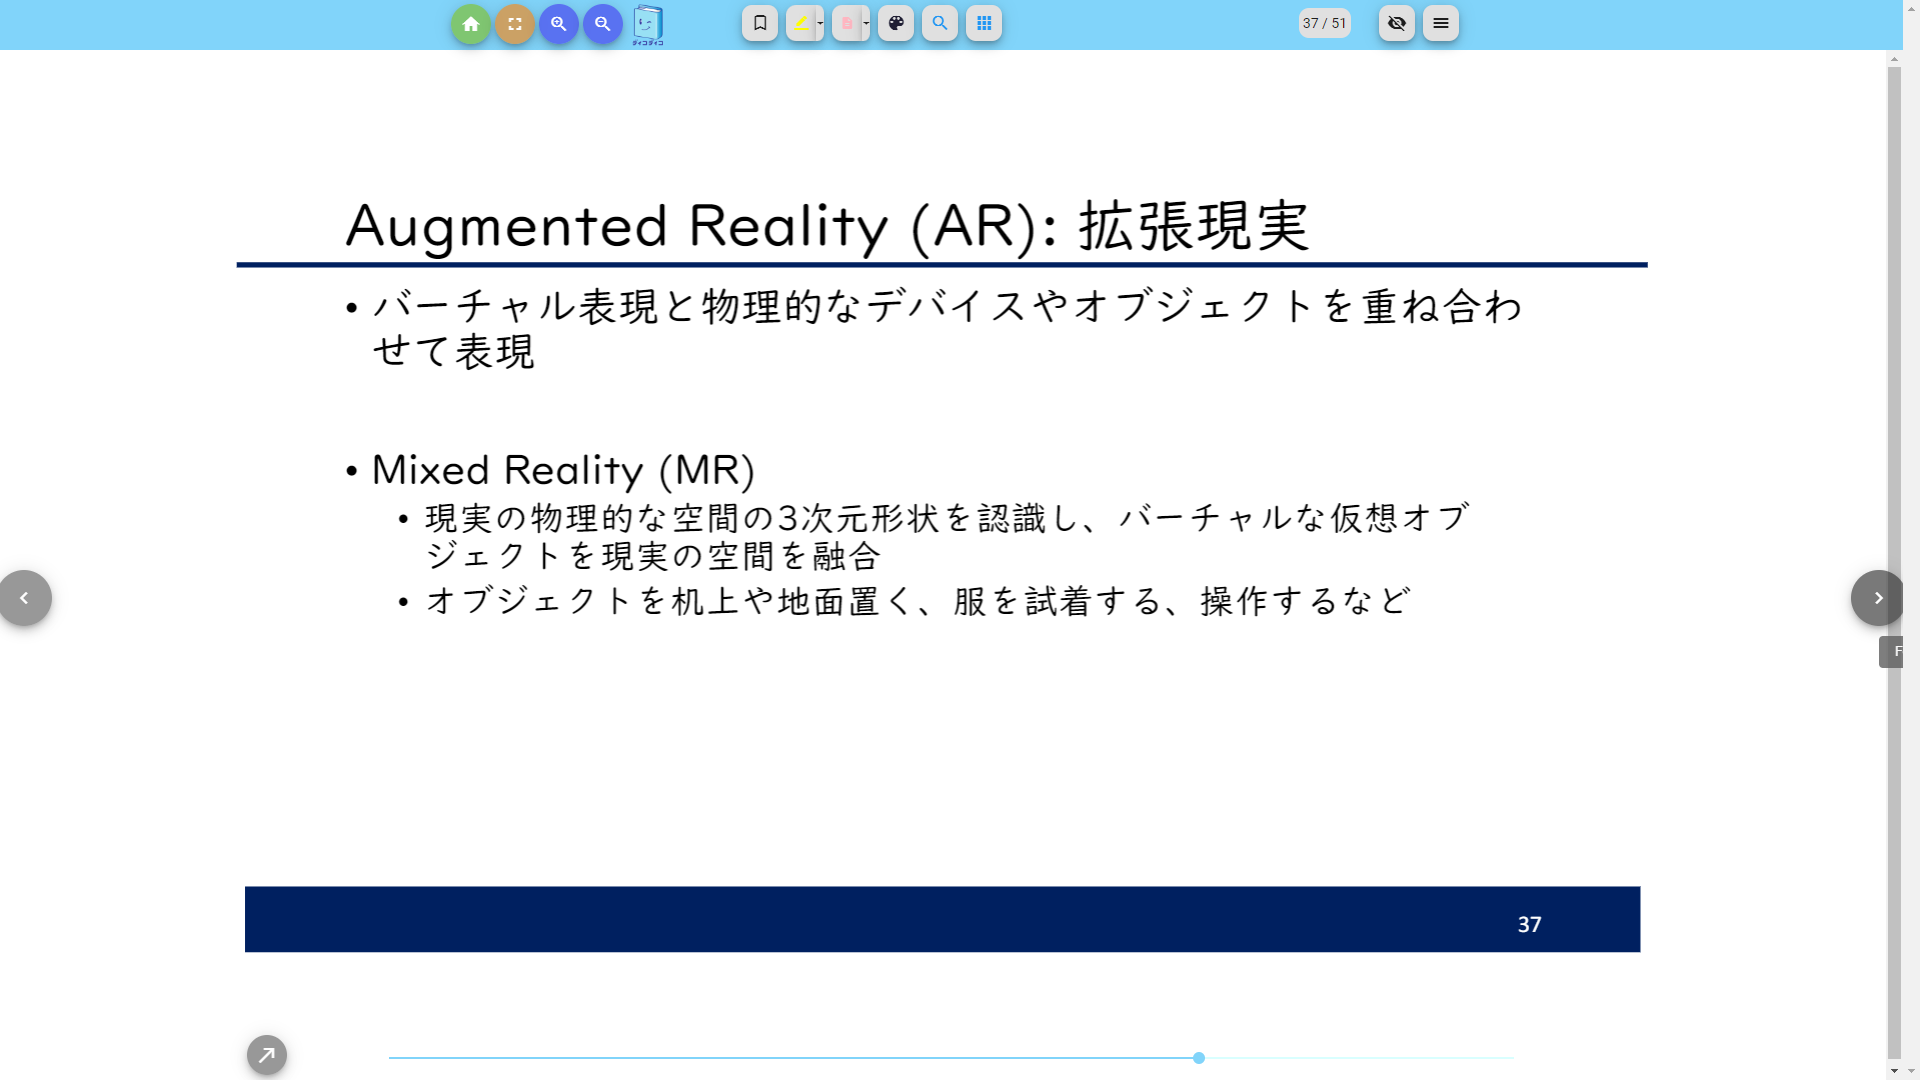 ダイコダイコ
37 / 51
Augmented Reality (AR): 拡張現実
• バーチャル表現と物理的なデバイスやオブジェクトを重ね合わ
せて表現
• Mixed Reality (MR)
• 現実の物理的な空間の3次元形状を認識し、バーチャルな仮想オブ
ジェクトを現実の空間を融合
• オブジェクトを机上や地面置く、服を試着する、操作するなど
F
37